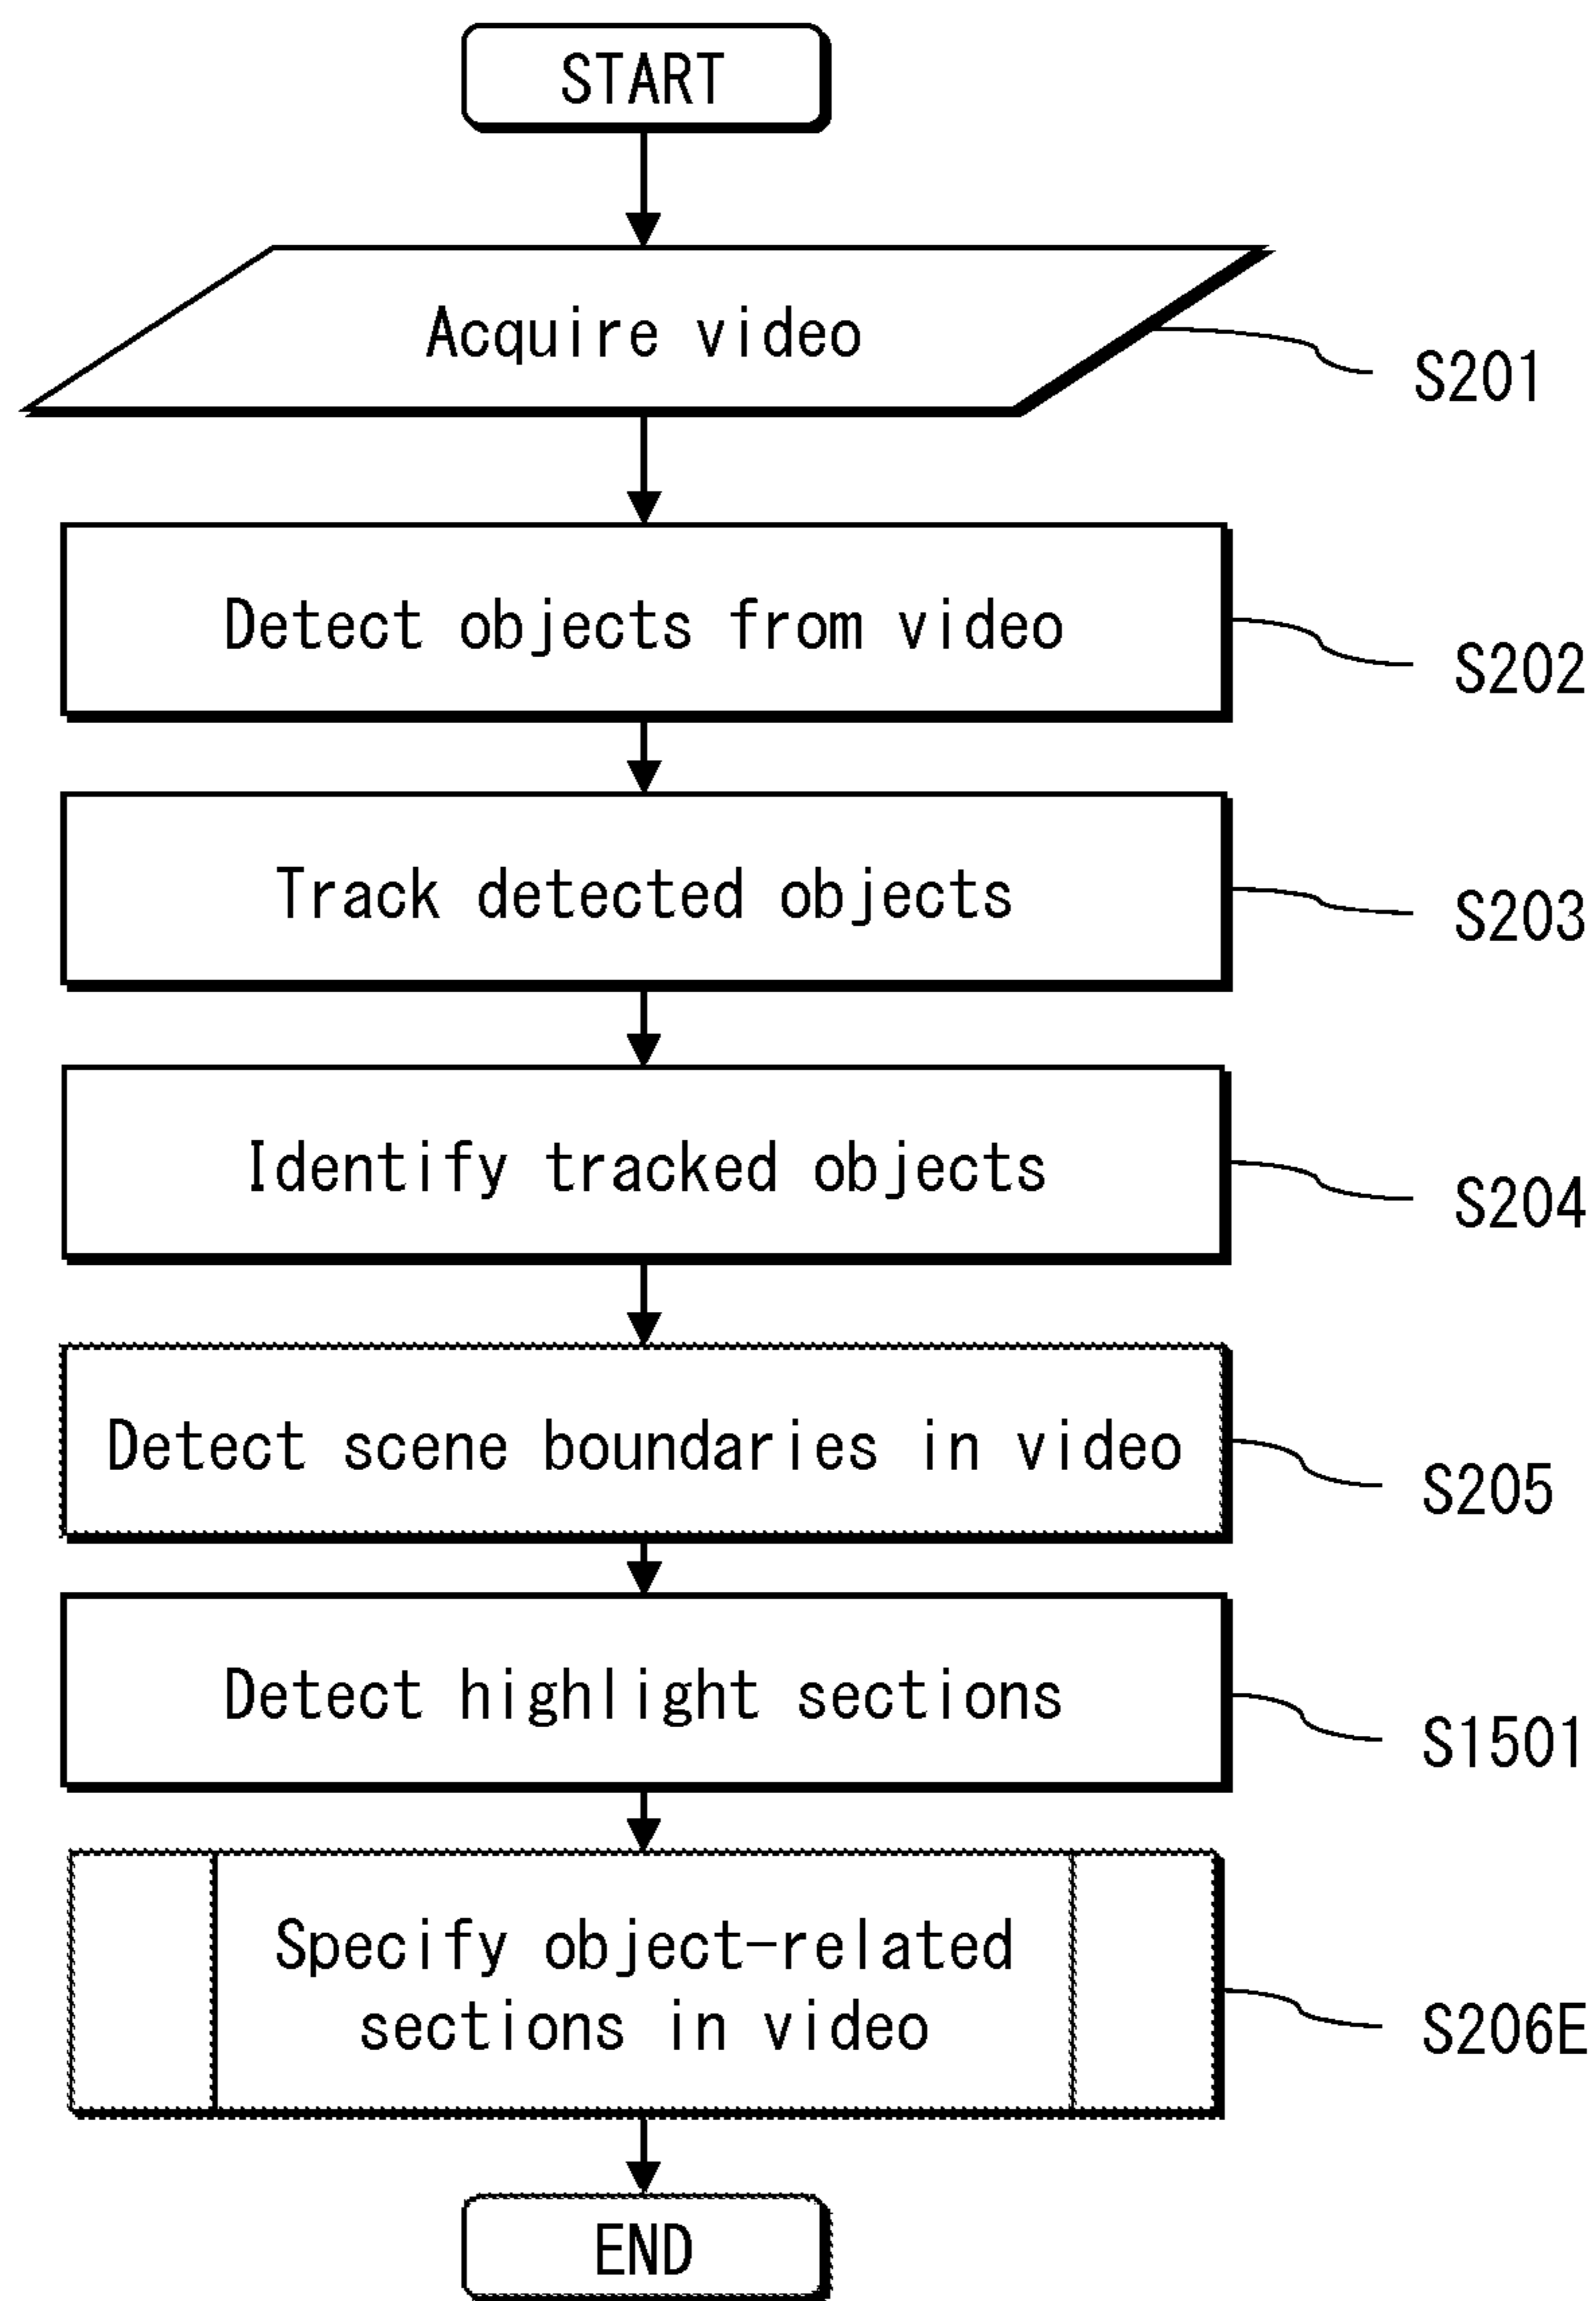 START
Acquire video
S201
Detect objects from video
S202
Track detected objects
S203
Identify tracked objects
S204
Detect scene boundaries in video
S205
Detect highlight sections
S1501
Specify object-related
sections in video
S206E
END